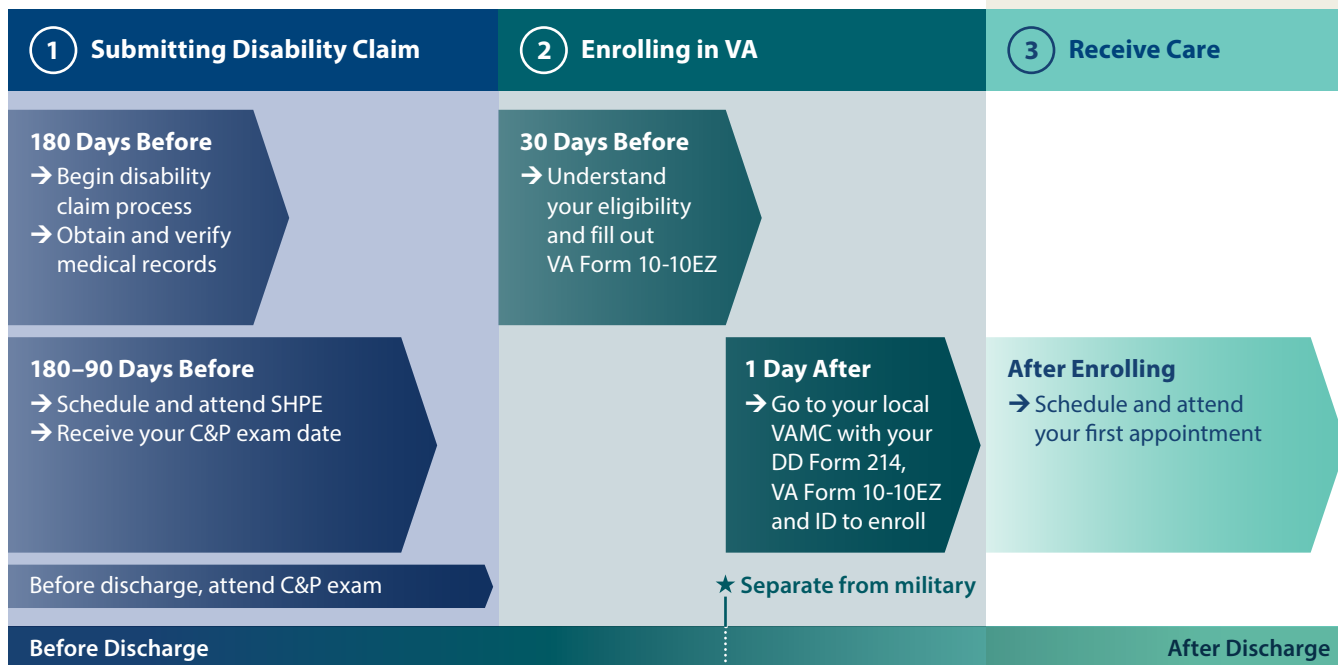 1 Submitting Disability Claim
2 Enrolling in VA
3 Receive Care
180 Days Before
→ Begin disability
claim process
→ Obtain and verify
medical records
180–90 Days Before
→ Schedule and attend SHPE
→ Receive your C&P exam date
Before discharge, attend C&P exam
30 Days Before
→ Understand
your eligibility
and fill out
VA Form 10-10EZ
1 Day After
→ Go to your local
VAMC with your
DD Form 214,
VA Form 10-10EZ
and ID to enroll
★ Separate from military
After Enrolling
→ Schedule and attend
your first appointment
Before Discharge
After Discharge